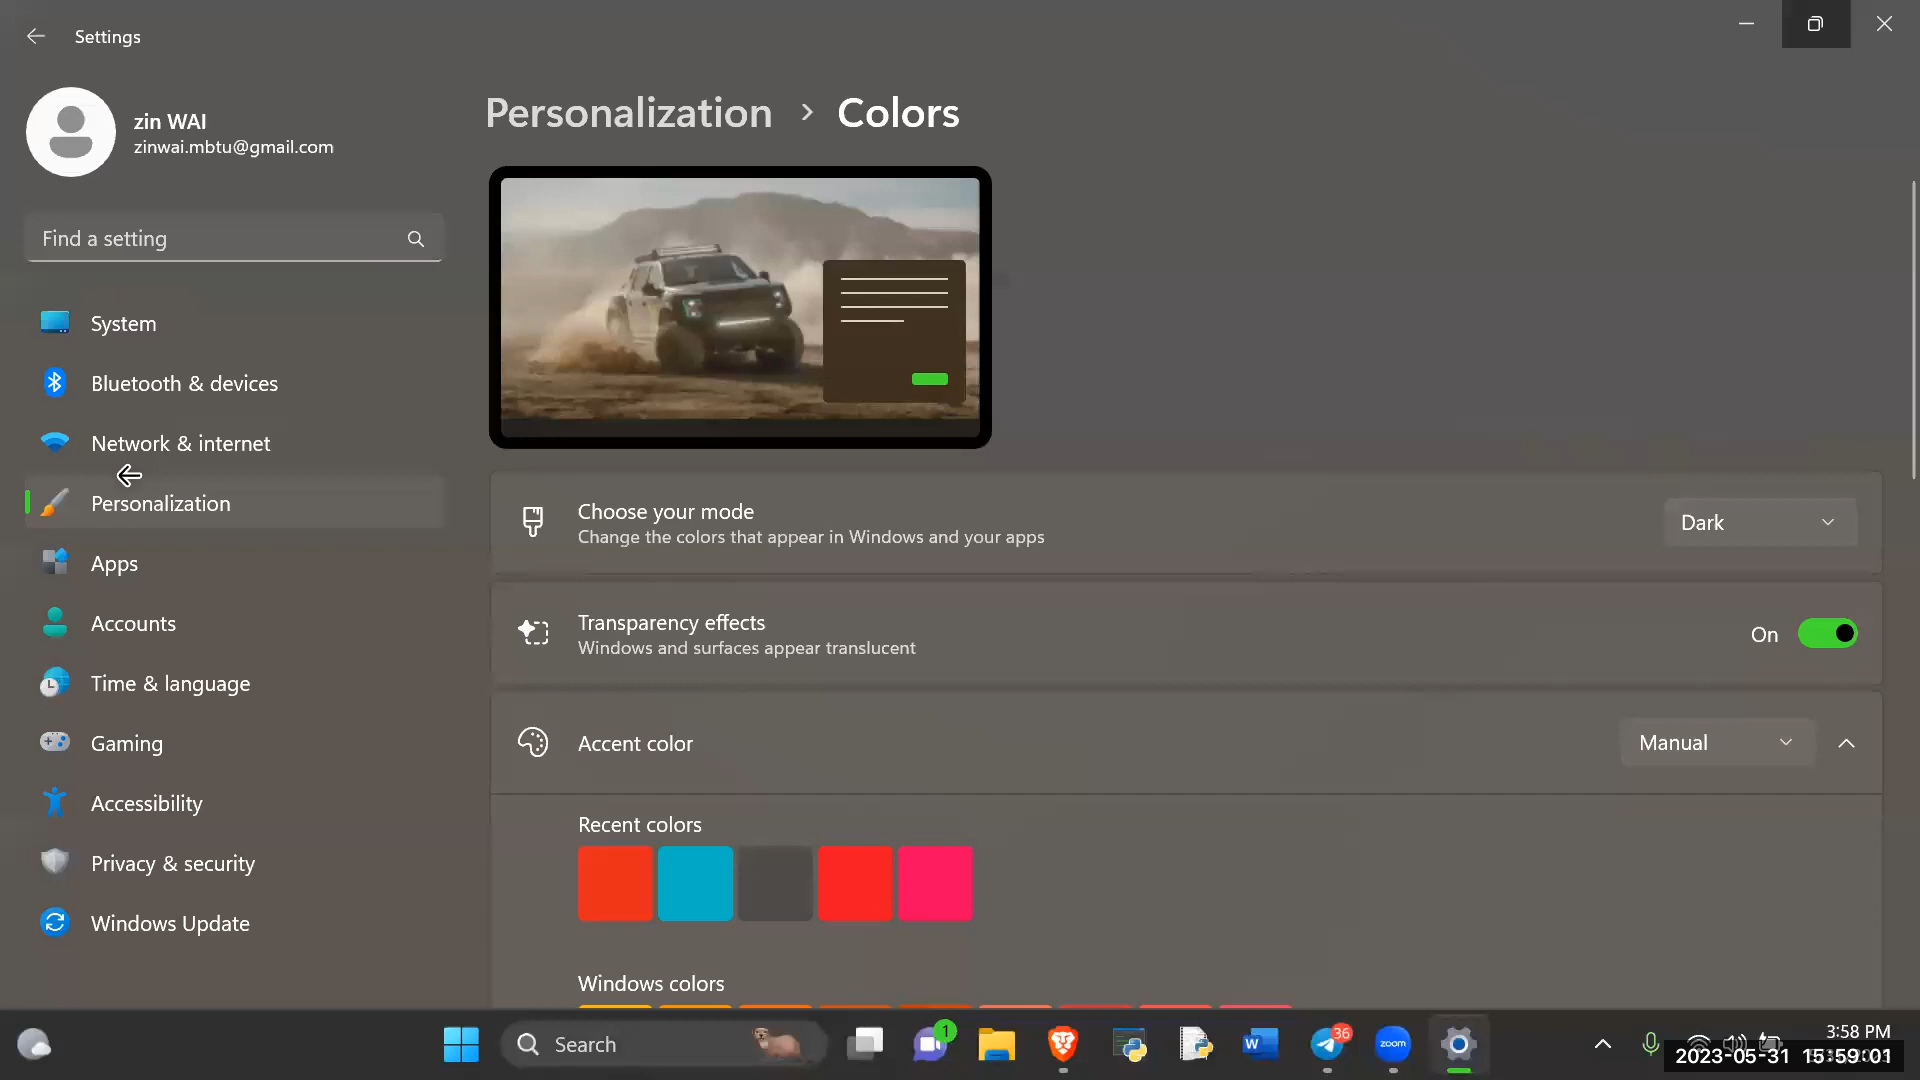 Settings
zin WAI
zinwai.mbtu@gmail.com
Find a setting
System
Bluetooth & devices
Network & internet
Personalization
Apps
Accounts
Time & language
Gaming
Accessibility
Privacy & security
Windows Update
Personalization > Colors
Choose your mode
Change the colors that appear in Windows and your apps
Dark
Transparency effects
Windows and surfaces appear translucent
On
Accent color
Manual
Recent colors
Windows colors
Search
1
36
zoom
3:58 PM
2023-05-31 15:59:01